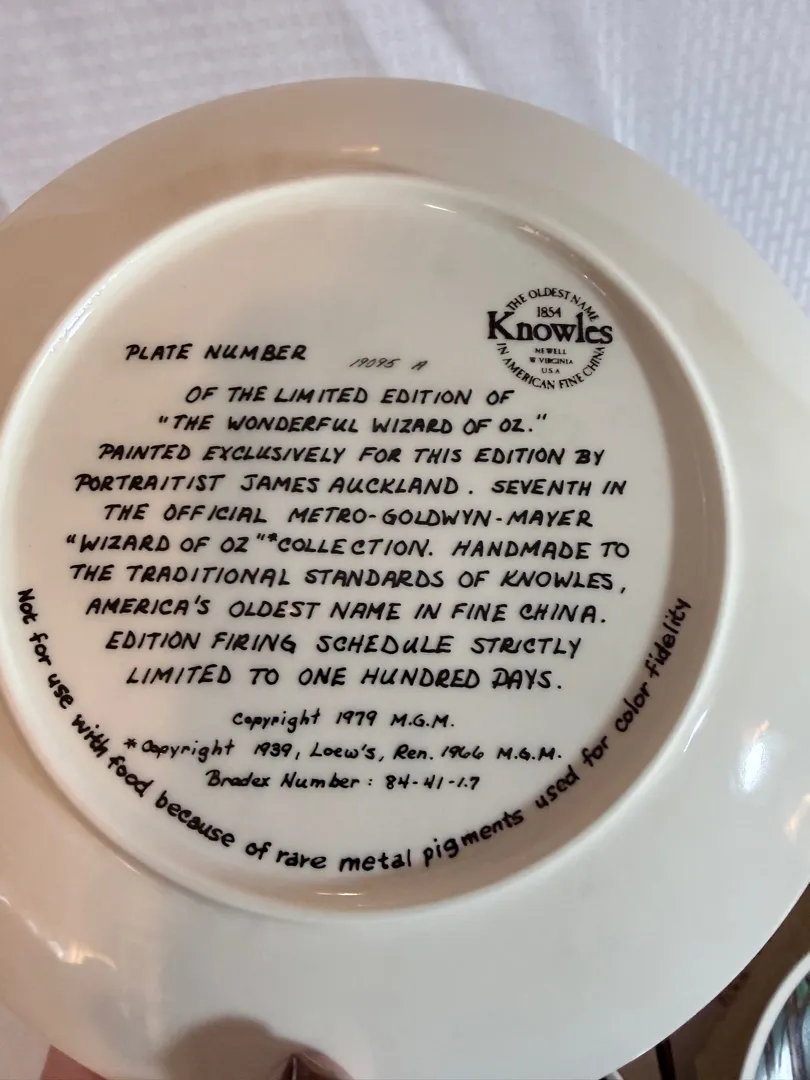 THE OLDEST NAME
1854
Knowles
NEWELL
W VIRGINIA
U.S.A
IN AMERICAN FINE CHINA
PLATE NUMBER 19095 A
OF THE LIMITED EDITION OF
"THE WONDERFUL WIZARD OF OZ."
PAINTED EXCLUSIVELY FOR THIS EDITION BY
PORTRAITIST JAMES AUCKLAND. SEVENTH IN
THE OFFICIAL METRO-GOLDWYN-MAYER
"WIZARD OF OZ"* COLLECTION. HANDMADE TO
THE TRADITIONAL STANDARDS OF KNOWLES,
AMERICA'S OLDEST NAME IN FINE CHINA.
EDITION FIRING SCHEDULE STRICTLY
LIMITED TO ONE HUNDRED DAYS.
Copyright 1979 M.G.M.
* Copyright 1939, Loew's, Ren. 1966 M.G.M.
Bradex Number: 84-41-1.7
Not for use with food because of rare metal pigments used for color fidelity